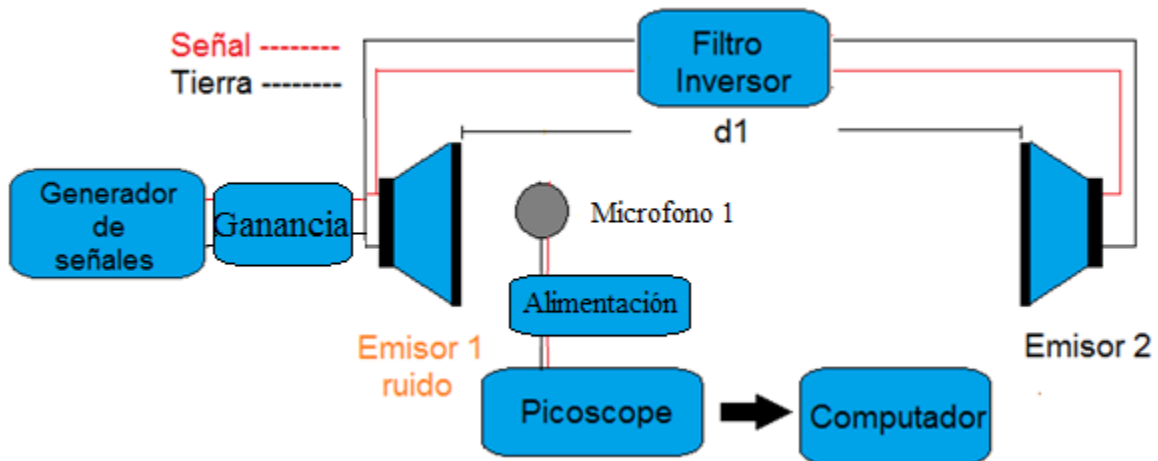 Señal --------
Tierra --------
Filtro
Inversor
d1
Generador
de
señales
Ganancia
Microfono 1
Alimentación
Emisor 1
ruido
Emisor 2
Picoscope
Computador